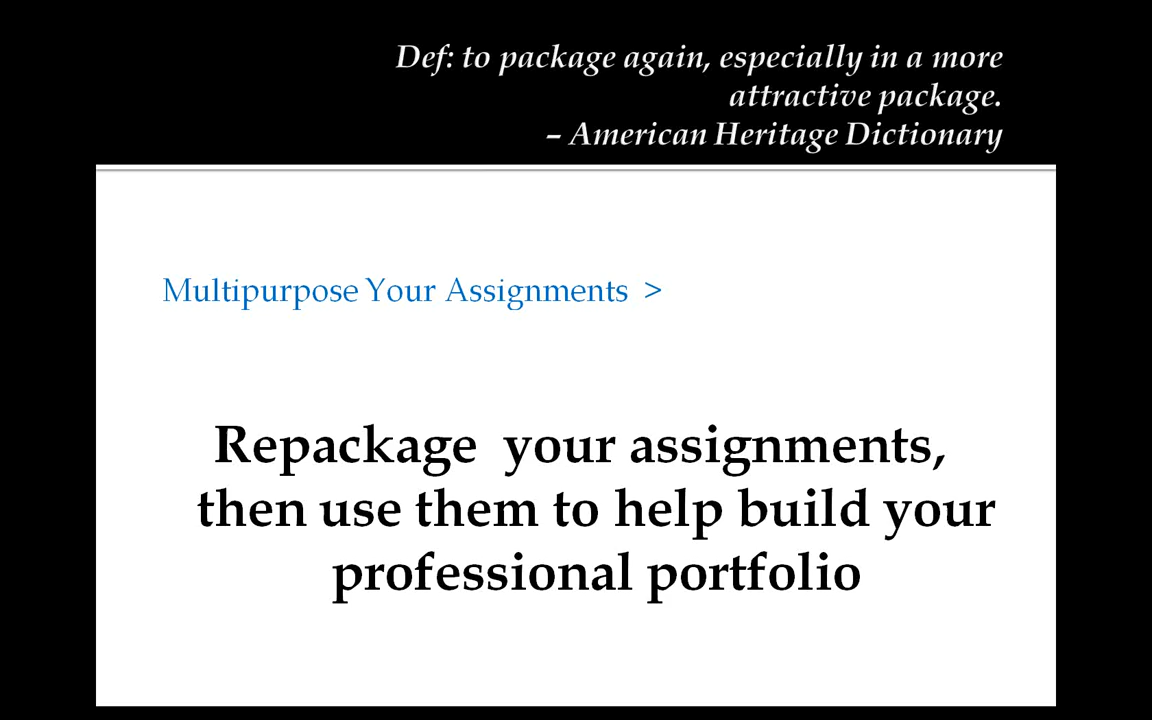 Def: to package again, especially in a more
attractive package.
– American Heritage Dictionary
Multipurpose Your Assignments >
Repackage your assignments,
then use them to help build your
professional portfolio